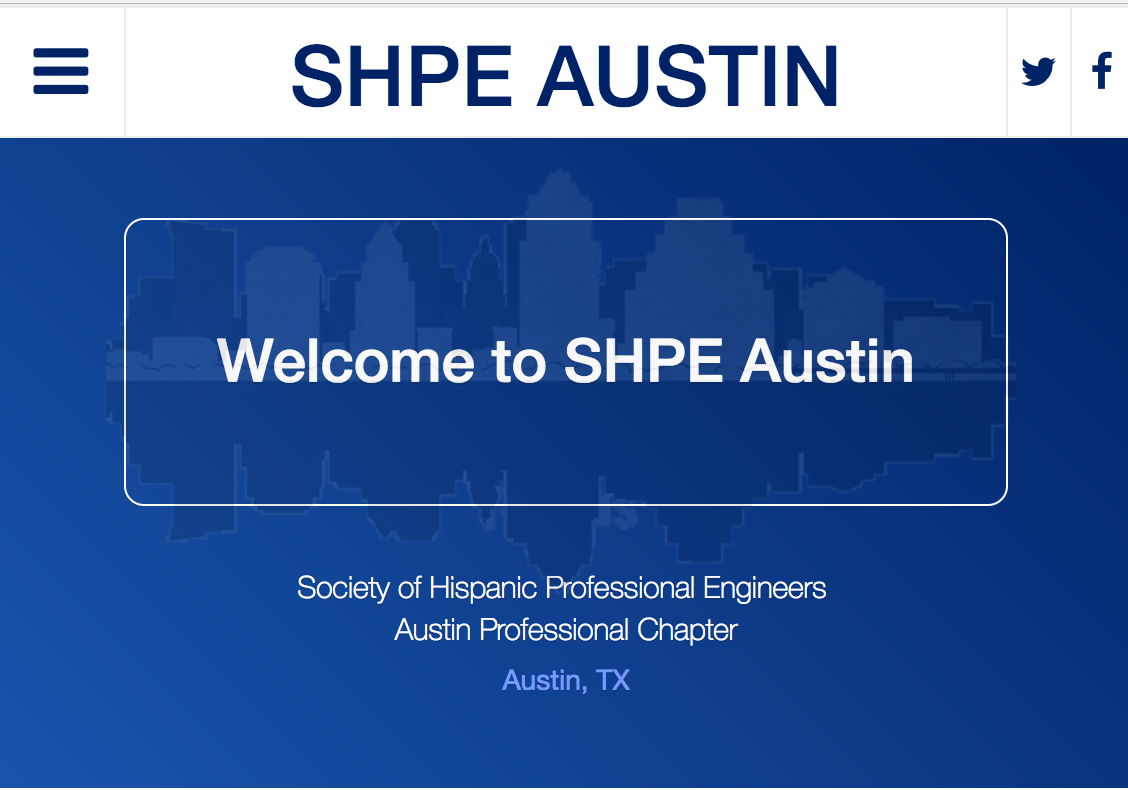 SHPE AUSTIN
Welcome to SHPE Austin
Society of Hispanic Professional Engineers
Austin Professional Chapter
Austin, TX